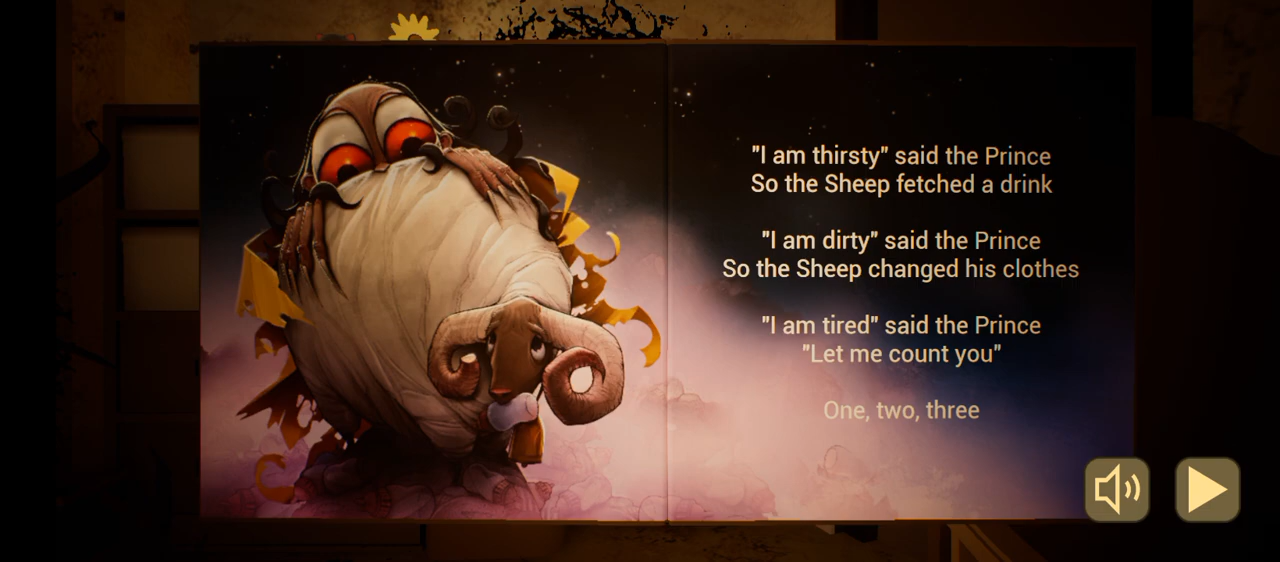 "I am thirsty" said the Prince
So the Sheep fetched a drink
"I am dirty" said the Prince
So the Sheep changed his clothes
"I am tired" said the Prince
"Let me count you"
One, two, three